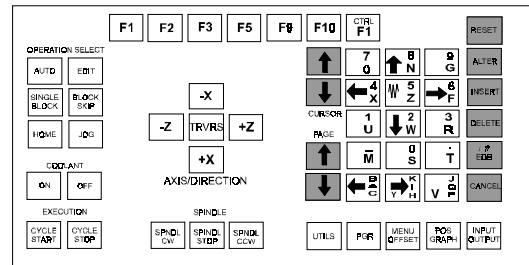 F1 F2 F3 F5 F9 F10 CTRL F1
RESET
OPERATION SELECT
AUTO EDIT
SINGLE BLOCK BLOCK SKIP
HOME JOG
COOLANT
ON OFF
EXECUTION
CYCLE START CYCLE STOP
-X
-Z TRVRS +Z
+X
AXIS/DIRECTION
SPINDLE
SPNDL CW SPINDL STOP SPNDL CCW
CURSOR
PAGE
7 8 N 9 G
ALTER
4 X W 5 Z 6 F
INSERT
1 U 2 W 3 R
DELETE
M 0 S T
EOB
C Y K I H V J
CANCEL
UTILS PGR MENU OFFSET POS GRAPH INPUT OUTPUT